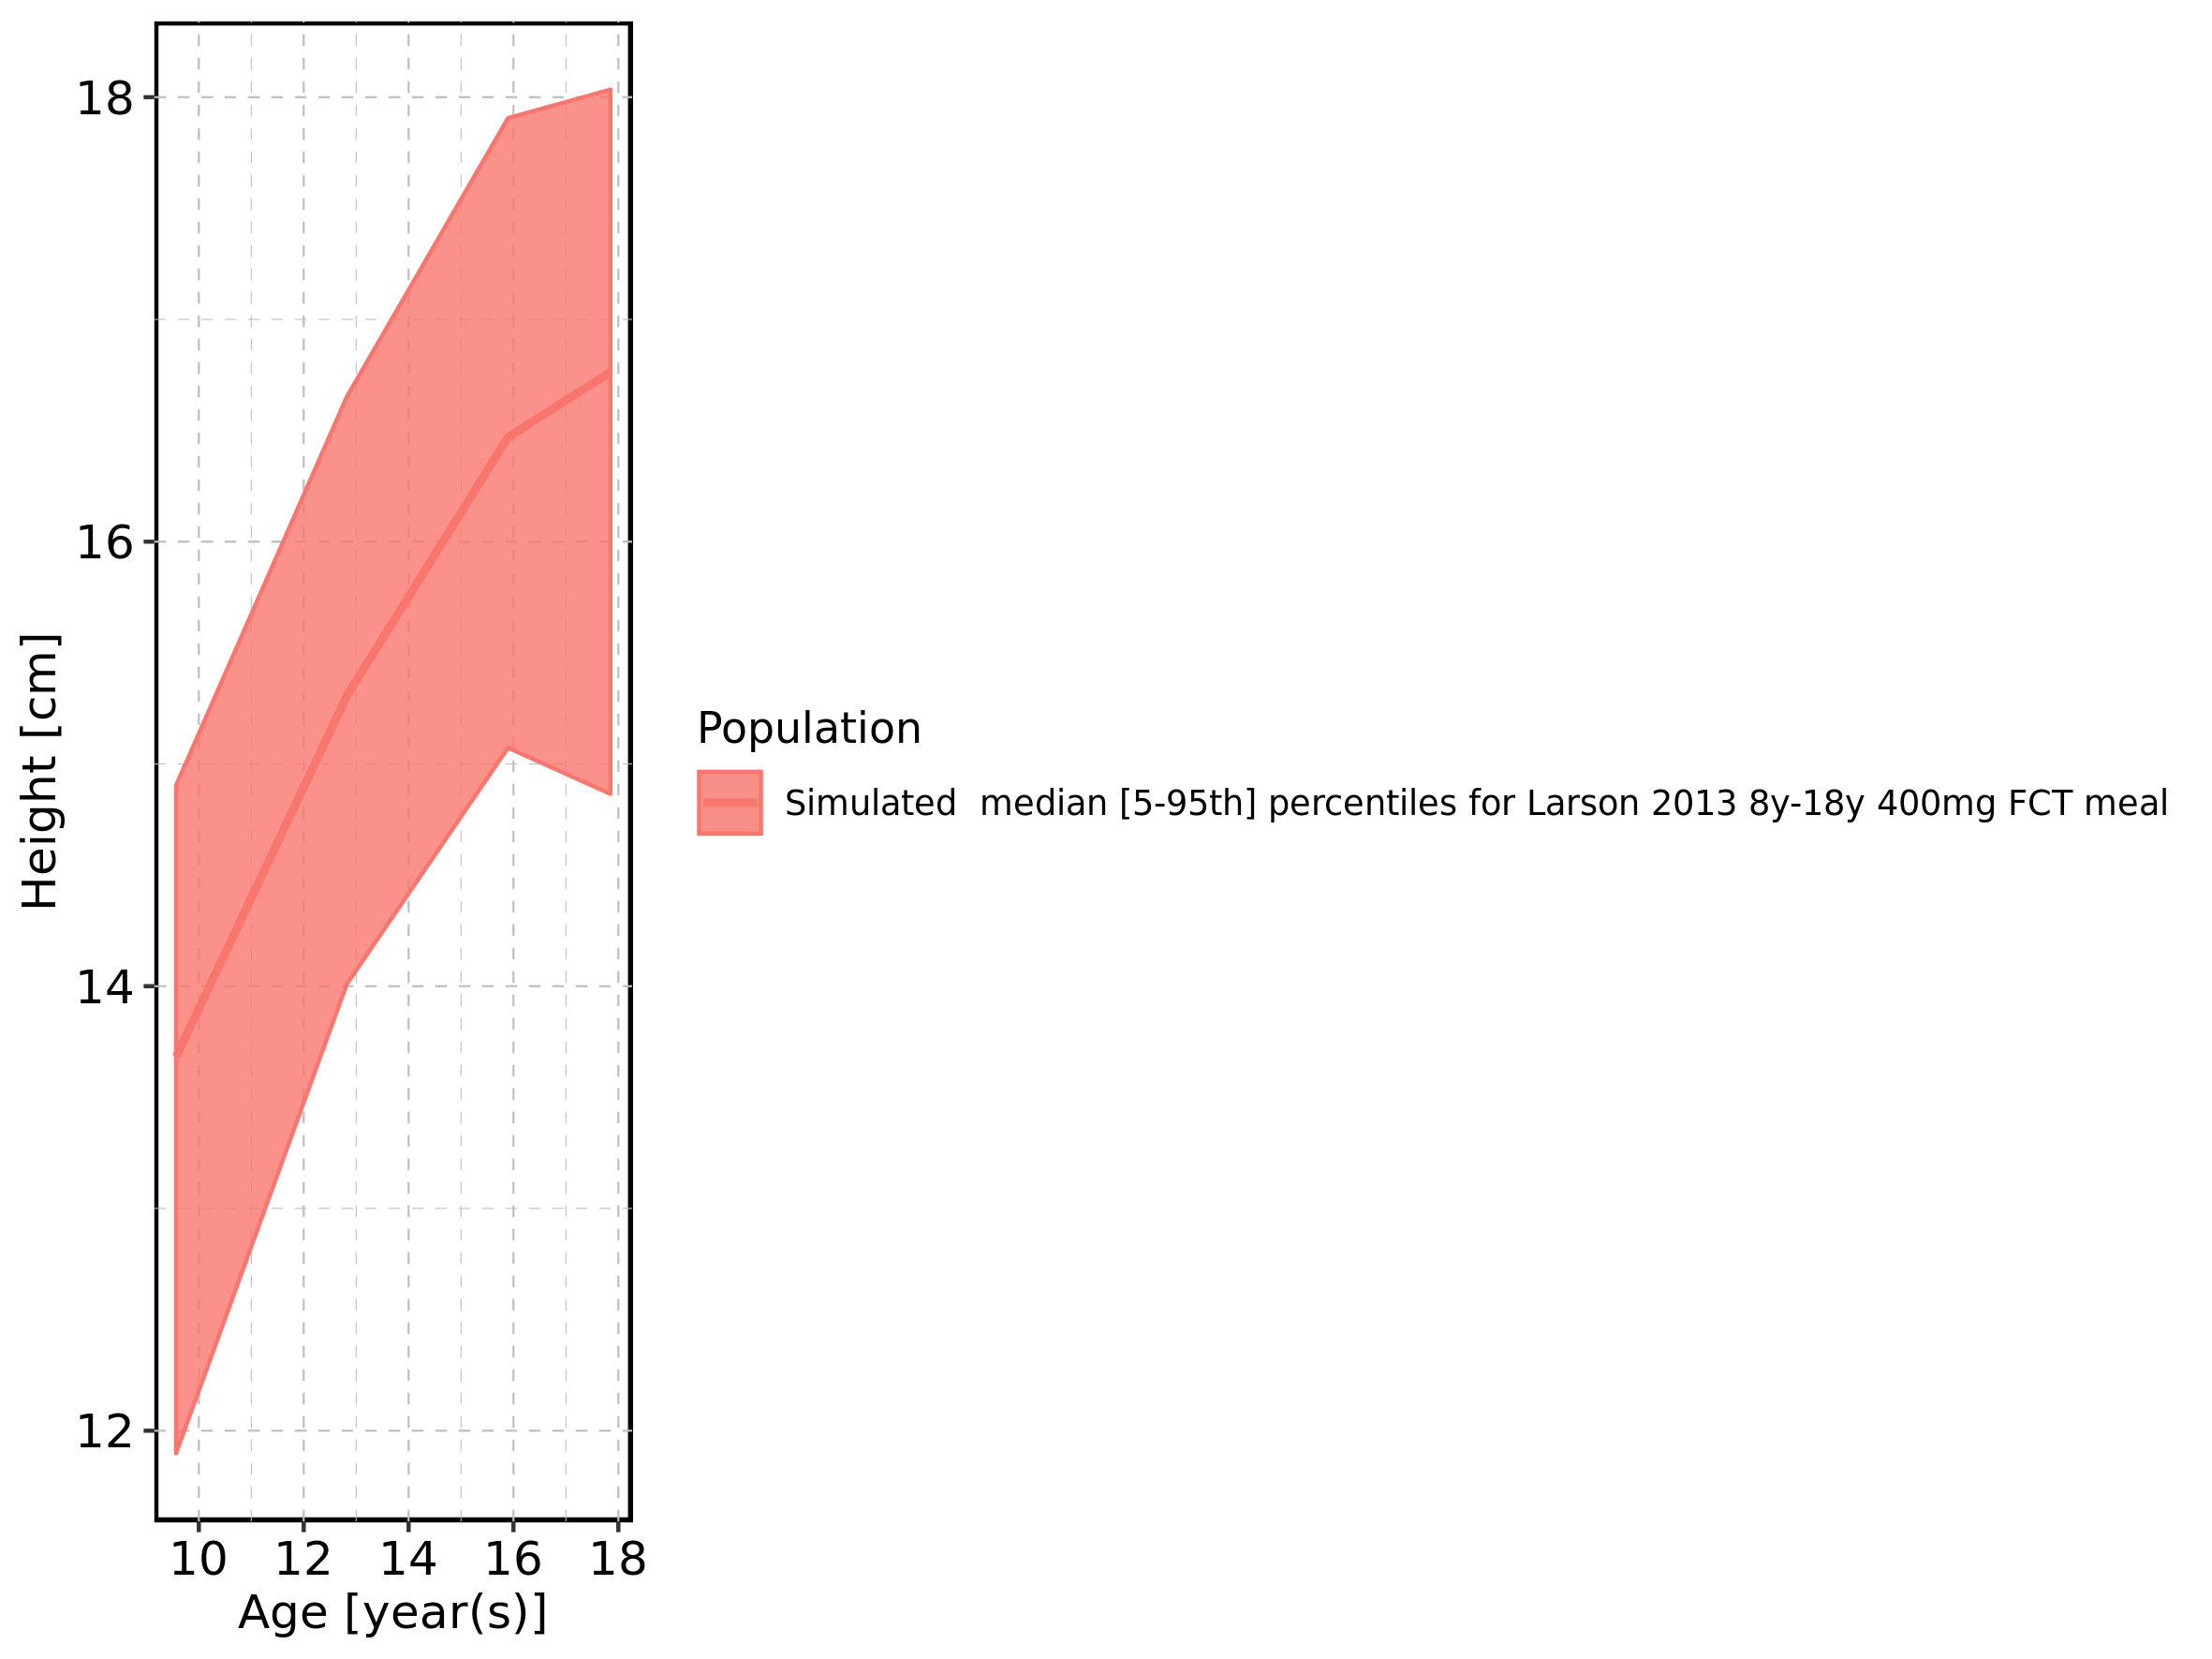 18
16
14
12
Height [cm]
10 12 14 16 18
Age [year(s)]
Population
Simulated  median [5-95th] percentiles for Larson 2013 8y-18y 400mg FCT meal